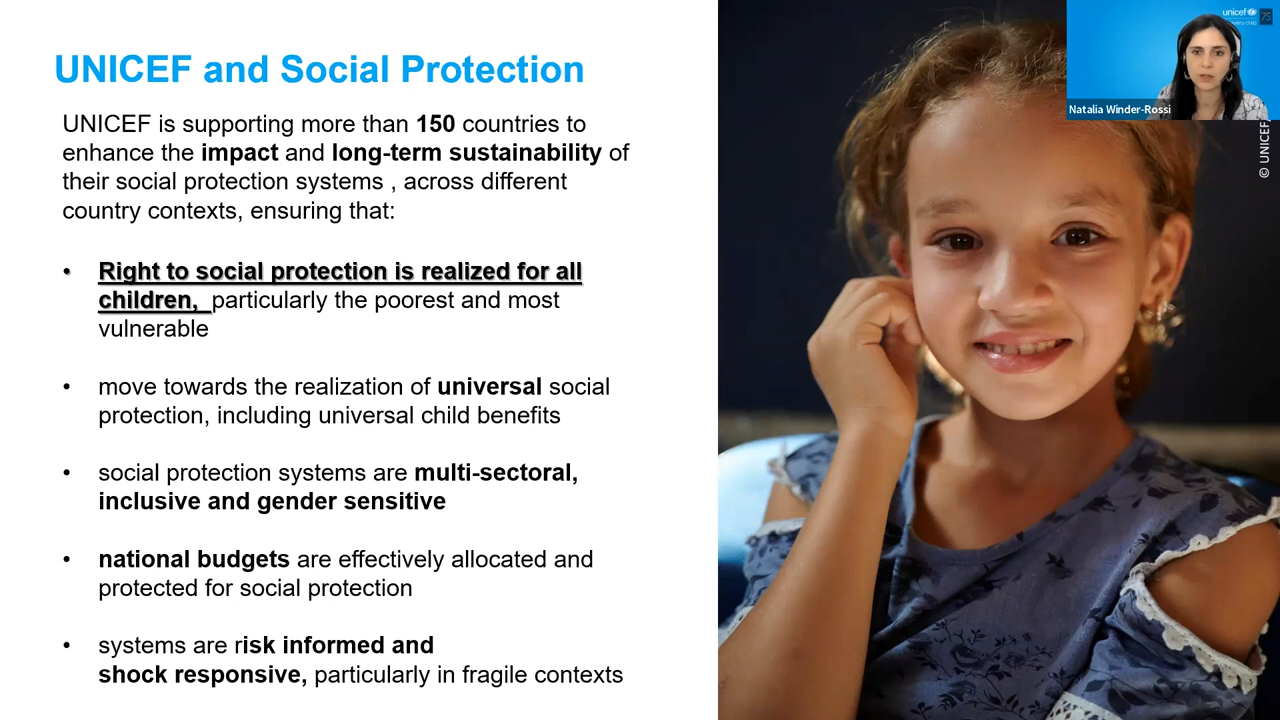 UNICEF and Social Protection
UNICEF is supporting more than 150 countries to
enhance the impact and long-term sustainability of
their social protection systems , across different
country contexts, ensuring that:
• Right to social protection is realized for all
children, particularly the poorest and most
vulnerable
• move towards the realization of universal social
protection, including universal child benefits
• social protection systems are multi-sectoral,
inclusive and gender sensitive
• national budgets are effectively allocated and
protected for social protection
• systems are risk informed and
shock responsive, particularly in fragile contexts
unicef
75
Natalia Winder-Rossi
© UNICEF